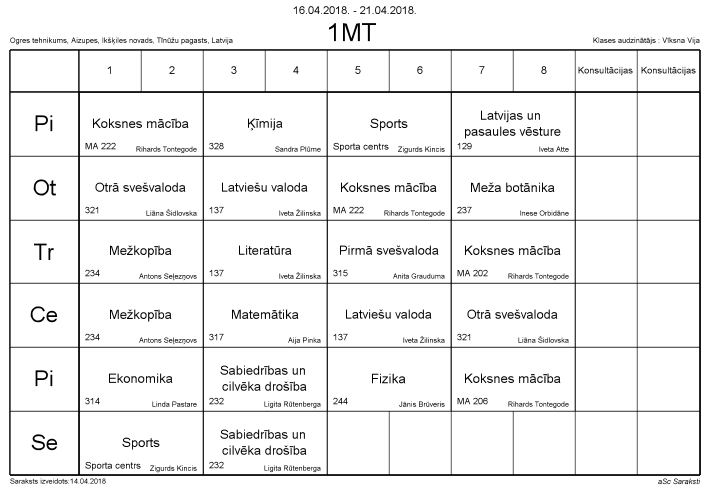 16.04.2018. - 21.04.2018.
Ogres tehnikums, Aizupes, Ikšķiles novads, Tīnūžu pagasts, Latvija
1MT
Klases audzinātājs : Vīksna Vija
1 2 3 4 5 6 7 8 Konsultācijas Konsultācijas
Pi
Koksnes mācība
MA 222 Rihards Tontegode
Ķīmija
328 Sandra Plūme
Sports
Sporta centrs Zigurds Kincis
Latvijas un
pasaules vēsture
129 Iveta Atte
Ot
Otrā svešvaloda
321 Liāna Šidlovska
Latviešu valoda
137 Iveta Žilinska
Koksnes mācība
MA 222 Rihards Tontegode
Meža botānika
237 Inese Orbidāne
Tr
Mežkopība
234 Antons Seļezņovs
Literatūra
137 Iveta Žilinska
Pirmā svešvaloda
315 Anita Grauduma
Koksnes mācība
MA 202 Rihards Tontegode
Ce
Mežkopība
234 Antons Seļezņovs
Matemātika
317 Aija Pinka
Latviešu valoda
137 Iveta Žilinska
Otrā svešvaloda
321 Liāna Šidlovska
Pi
Ekonomika
314 Linda Pastare
Sabiedrības un
cilvēka drošība
232 Ligita Rūtenberga
Fizika
244 Jānis Brūveris
Koksnes mācība
MA 206 Rihards Tontegode
Se
Sports
Sporta centrs Zigurds Kincis
Sabiedrības un
cilvēka drošība
232 Ligita Rūtenberga
Saraksts izveidots:14.04.2018
aSc Saraksti